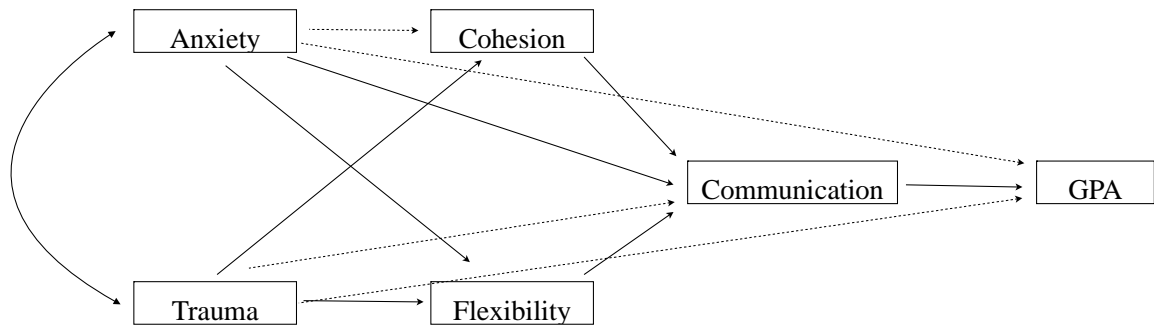 Anxiety
Cohesion
Communication
GPA
Trauma
Flexibility